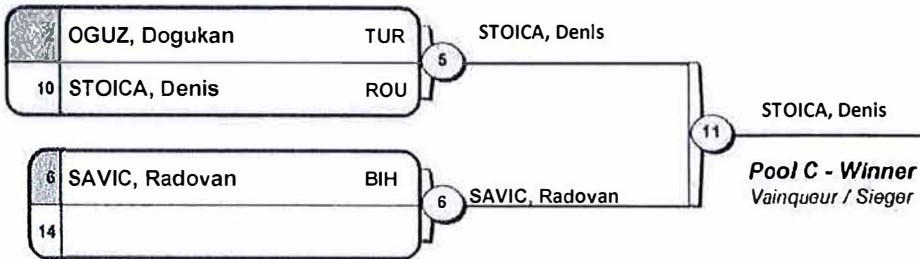 OGUZ, Dogukan TUR
10 STOICA, Denis ROU
5
STOICA, Denis
6 SAVIC, Radovan BIH
14
6
SAVIC, Radovan
11
STOICA, Denis
Pool C - Winner
Vainqueur / Sieger